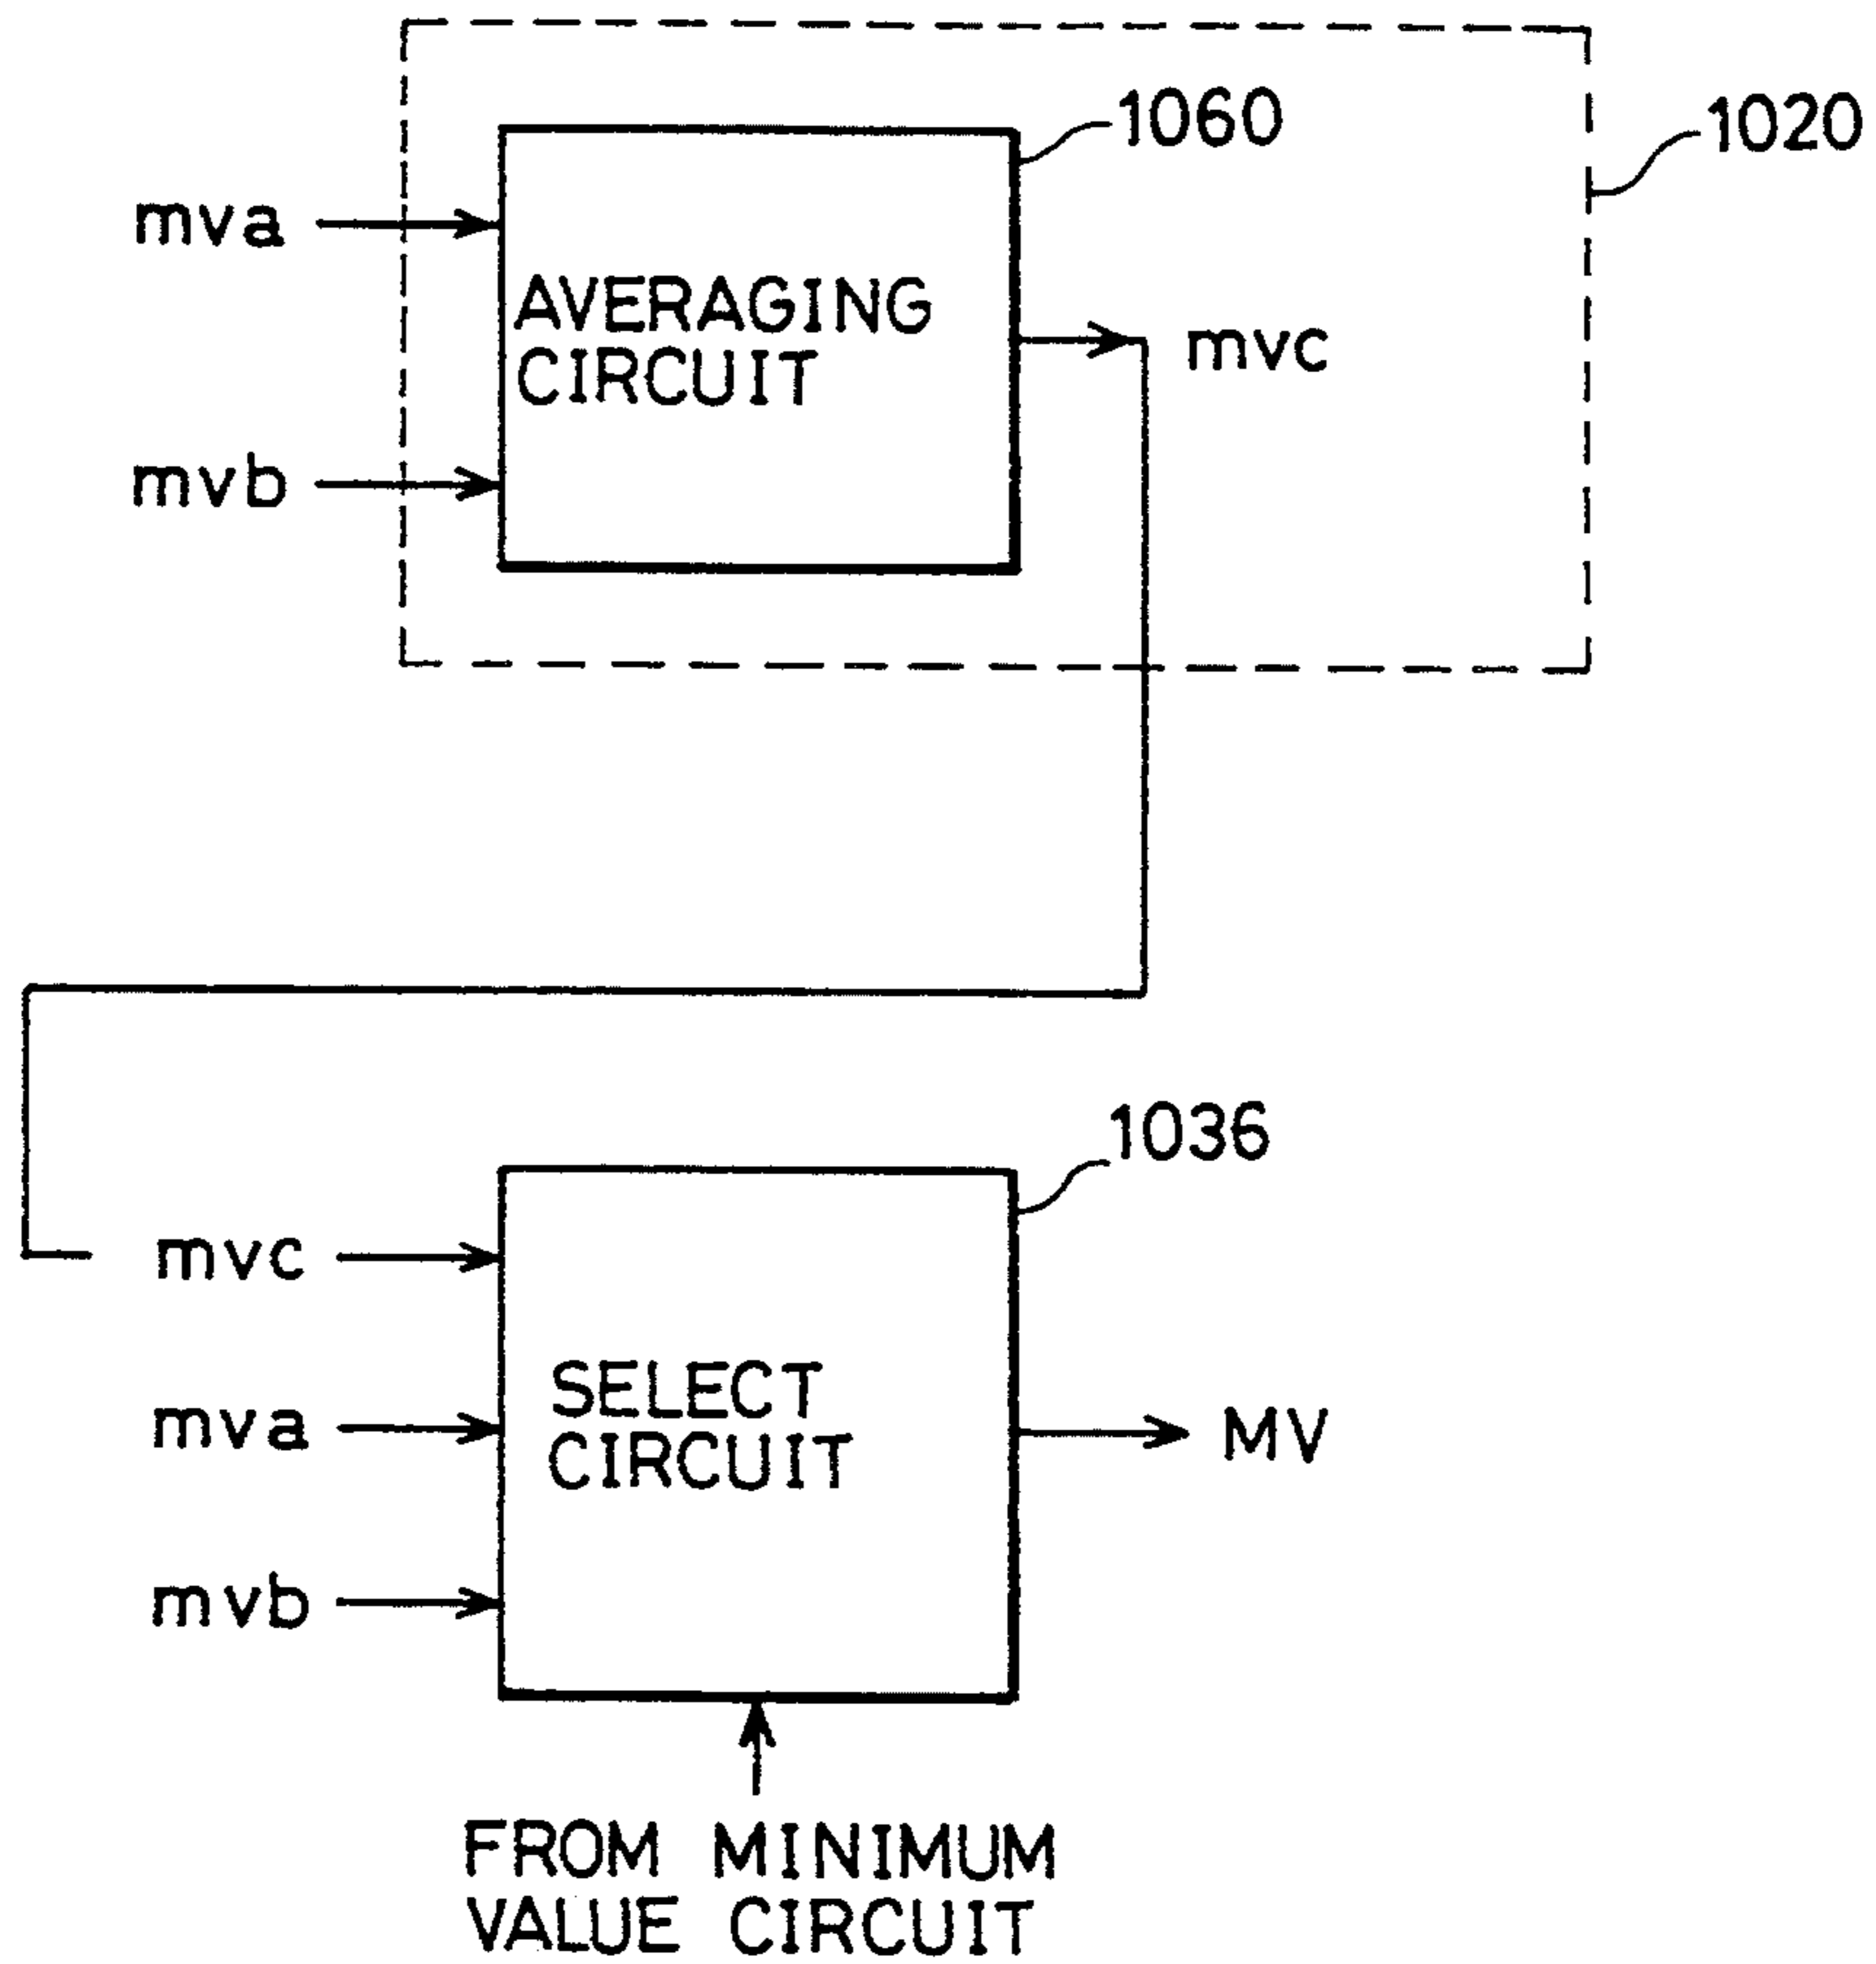 1060
1020
mva
AVERAGING
CIRCUIT
mvc
mvb
1036
mvc
SELECT
CIRCUIT
mva
MV
mvb
FROM MINIMUM
VALUE CIRCUIT